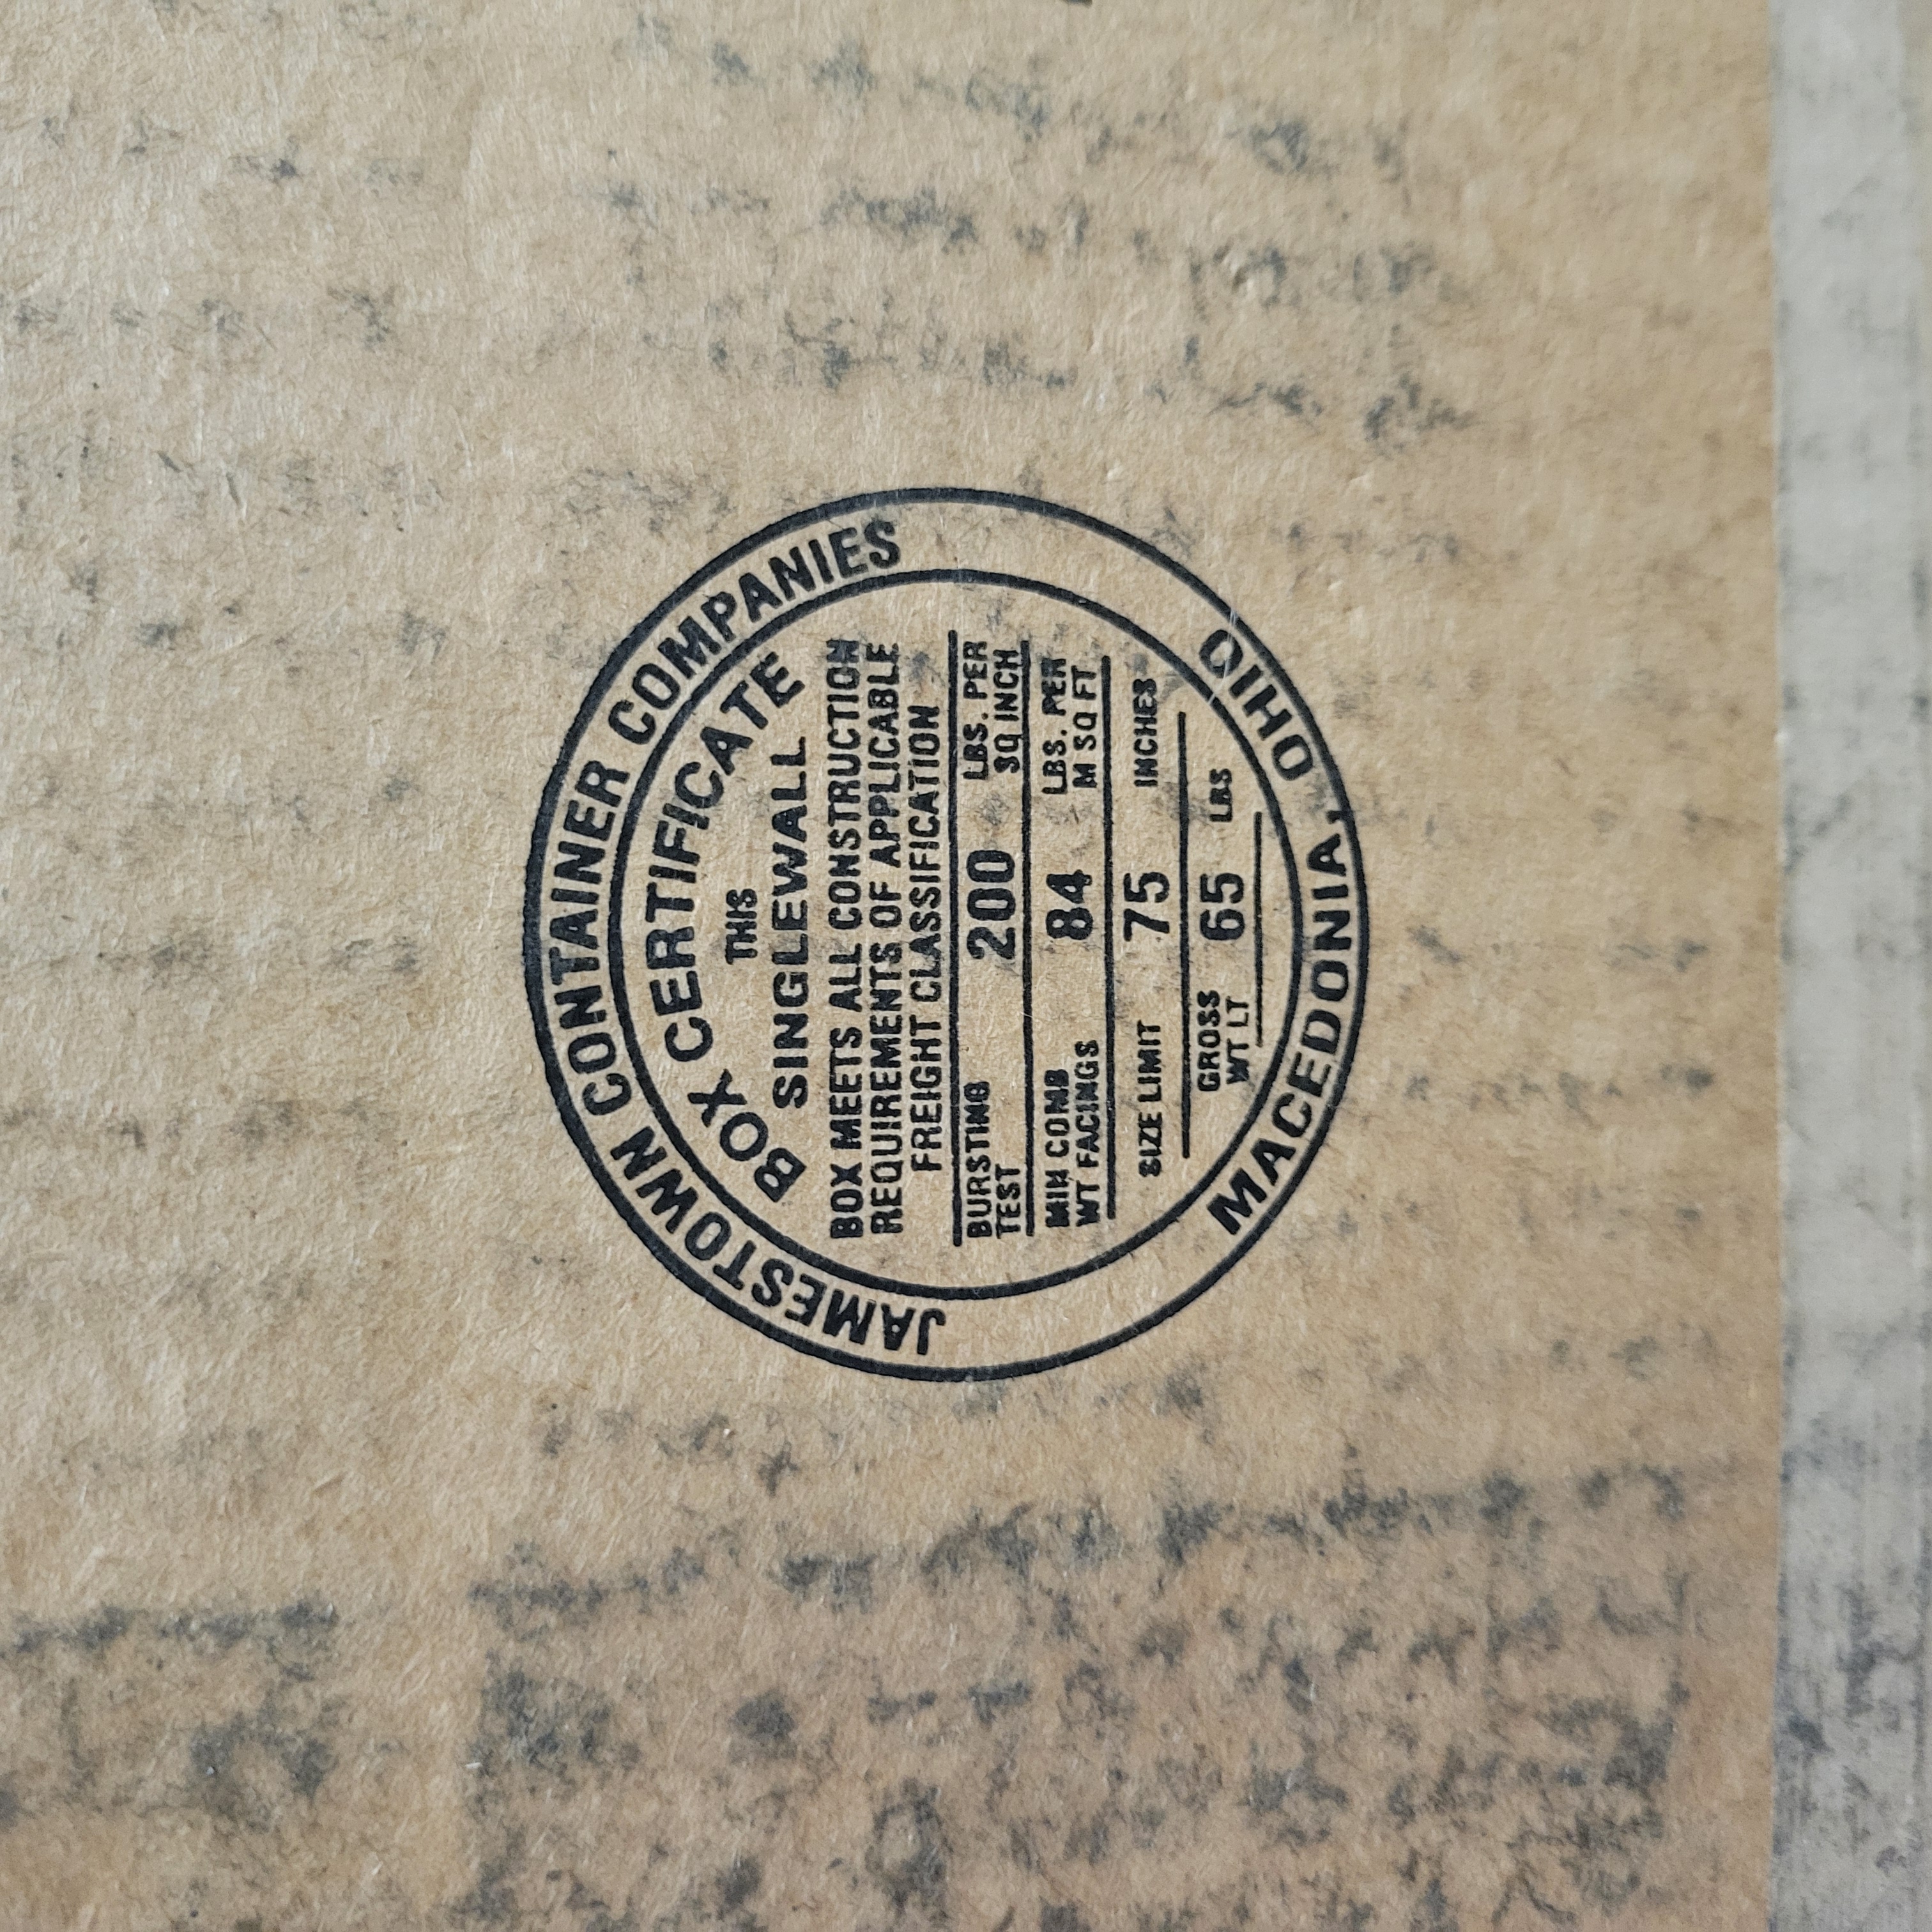 JAMESTOWN CONTAINER COMPANIES
BOX CERTIFICATE
THIS
SINGLEWALL
BOX MEETS ALL CONSTRUCTION
REQUIREMENTS OF APPLICABLE
FREIGHT CLASSIFICATION
BURSTING TEST 200 LBS. PER SQ INCH
MIN COMB WT FACINGS 84 LBS. PER M SQ FT
SIZE LIMIT 75 INCHES
GROSS WT LT 65 LBS
MACEDONIA, OHIO